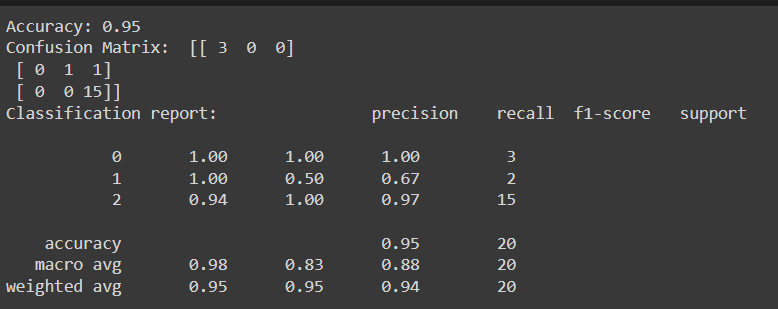 Accuracy: 0.95
Confusion Matrix:  [[ 3  0  0]
 [ 0  1  1]
 [ 0  0 15]]
Classification report:                precision    recall  f1-score   support

           0       1.00      1.00      1.00         3
           1       1.00      0.50      0.67         2
           2       0.94      1.00      0.97        15

    accuracy                           0.95        20
   macro avg       0.98      0.83      0.88        20
weighted avg       0.95      0.95      0.94        20